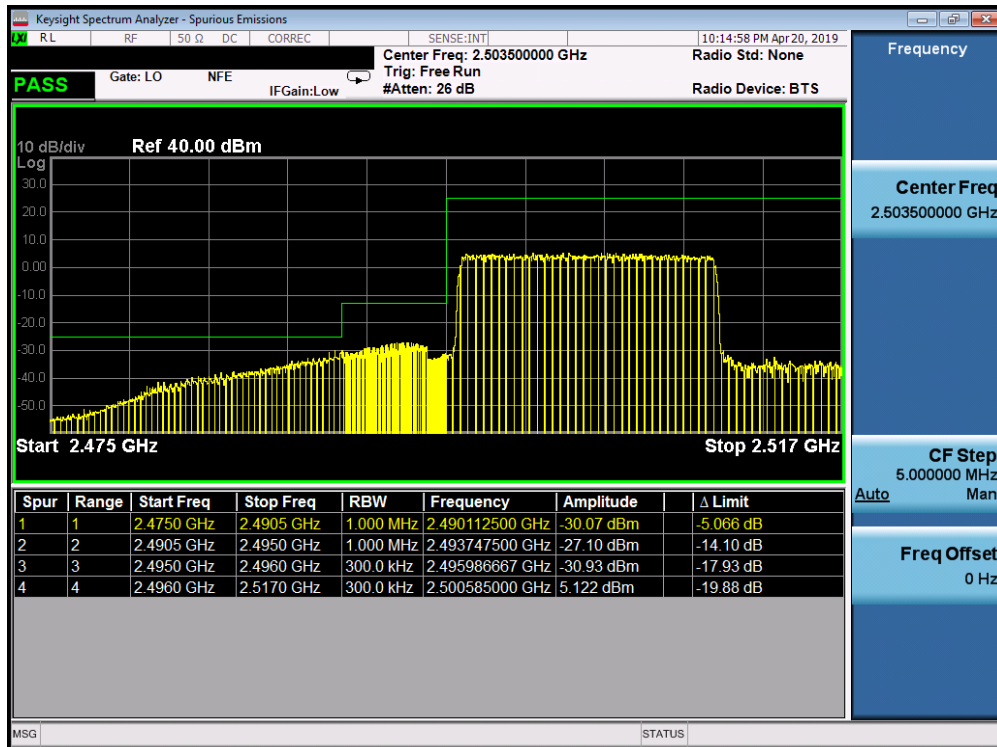 Keysight Spectrum Analyzer - Spurious Emissions
LXI RL RF 50 Ω DC CORREC SENSE:INT 10:14:58 PM Apr 20, 2019
Center Freq: 2.503500000 GHz Radio Std: None
PASS Gate: LO NFE Trig: Free Run
IFGain:Low #Atten: 26 dB Radio Device: BTS
10 dB/div Ref 40.00 dBm
Log
30.0
20.0
10.0
0.00
-10.0
-20.0
-30.0
-40.0
-50.0
Start 2.475 GHz Stop 2.517 GHz
Spur Range Start Freq Stop Freq RBW Frequency Amplitude Δ Limit
1 1 2.4750 GHz 2.4905 GHz 1.000 MHz 2.490112500 GHz -30.07 dBm -5.066 dB
2 2 2.4905 GHz 2.4950 GHz 1.000 MHz 2.493747500 GHz -27.10 dBm -14.10 dB
3 3 2.4950 GHz 2.4960 GHz 300.0 kHz 2.495986667 GHz -30.93 dBm -17.93 dB
4 4 2.4960 GHz 2.5170 GHz 300.0 kHz 2.500585000 GHz 5.122 dBm -19.88 dB
Frequency
Center Freq
2.503500000 GHz
CF Step
5.000000 MHz
Auto Man
Freq Offset
0 Hz
MSG STATUS